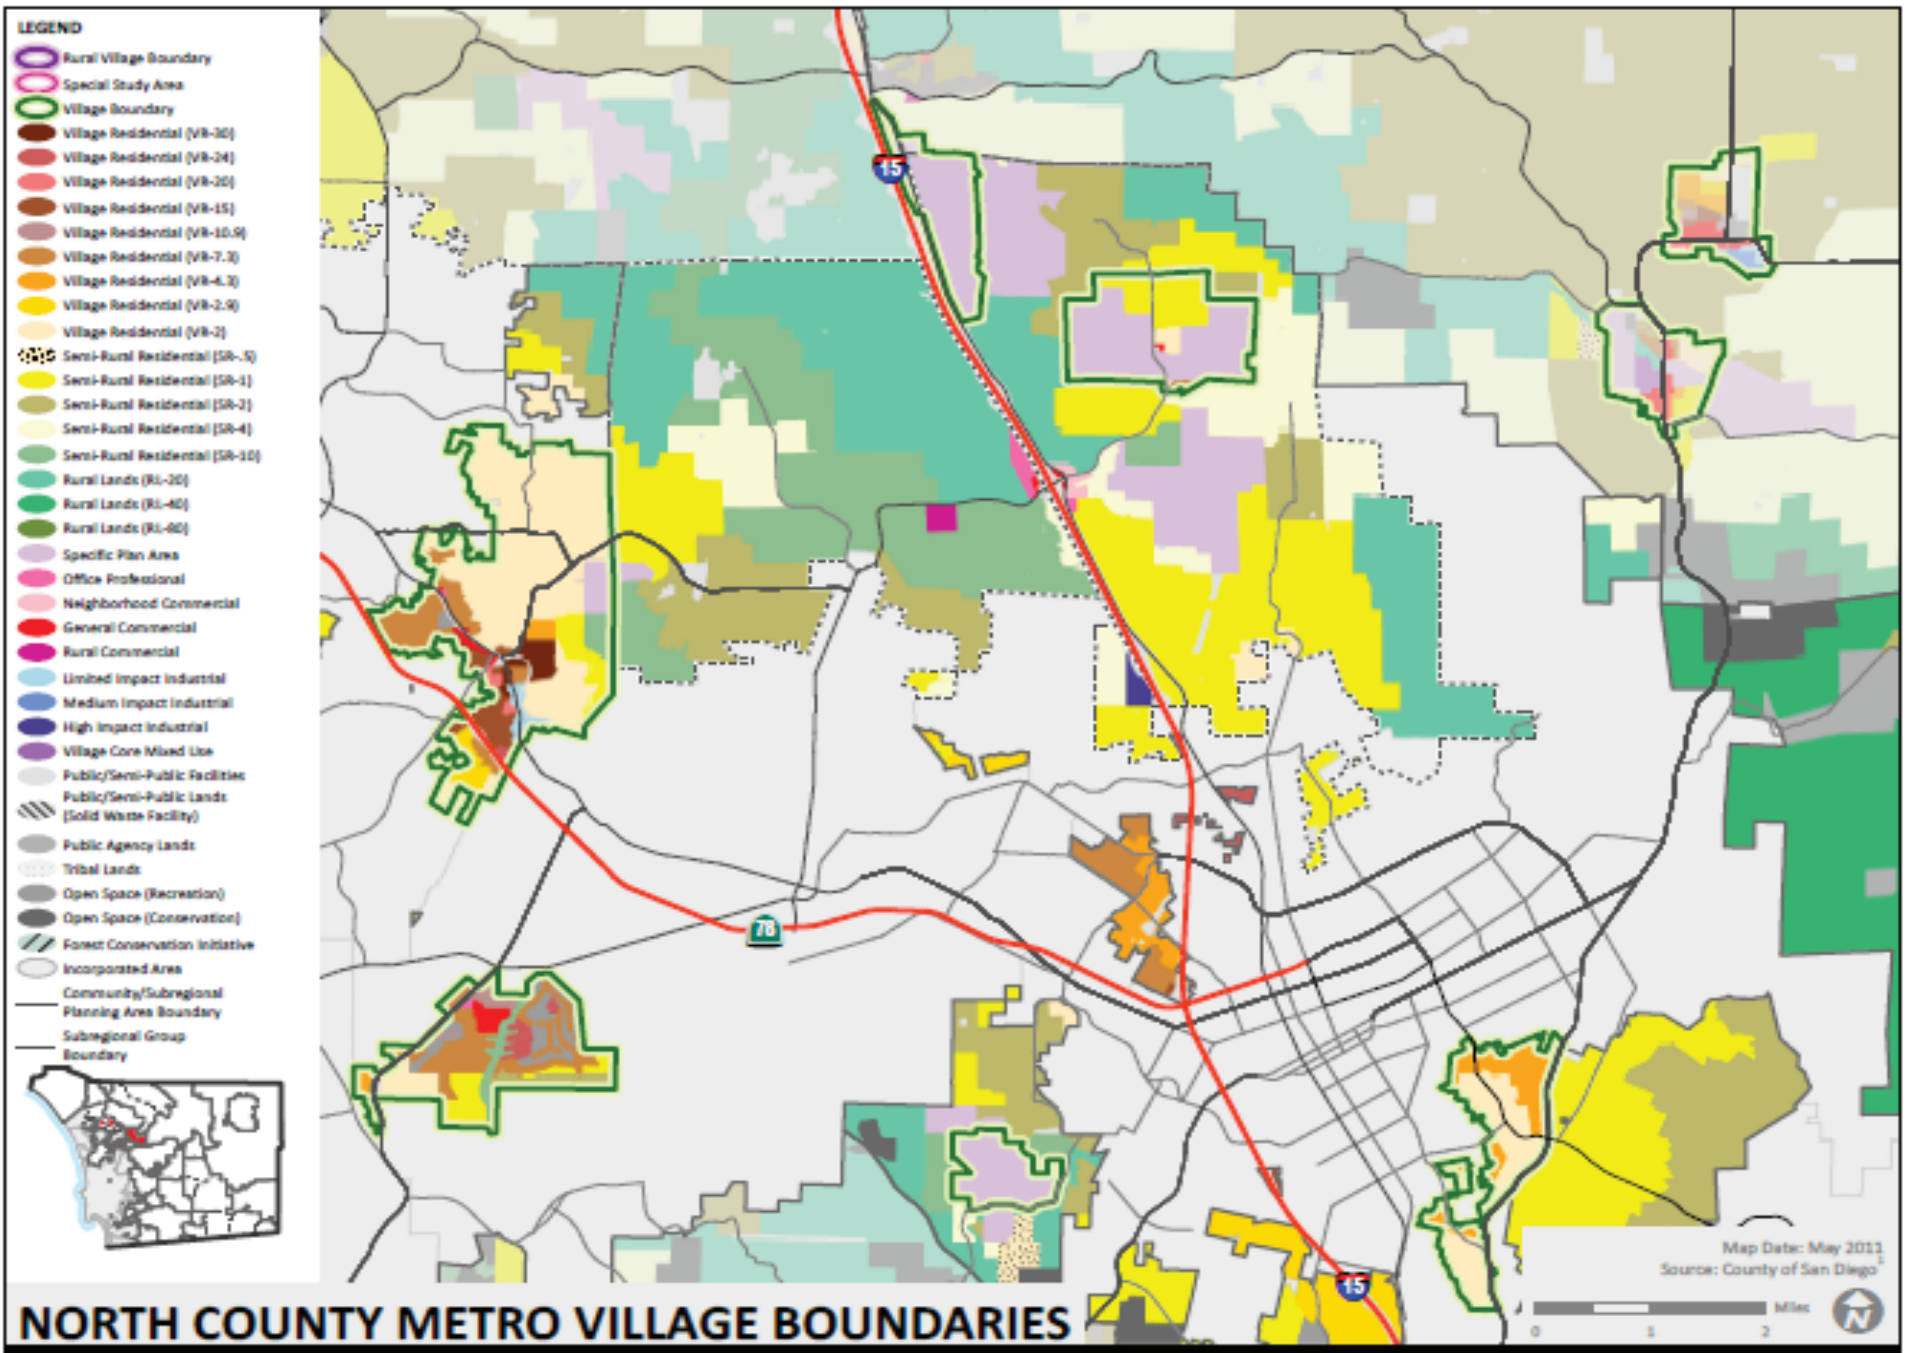 LEGEND
Rural Village Boundary
Special Study Area
Village Boundary
Village Residential (VR-30)
Village Residential (VR-24)
Village Residential (VR-20)
Village Residential (VR-15)
Village Residential (VR-10.9)
Village Residential (VR-7.3)
Village Residential (VR-4.3)
Village Residential (VR-2.9)
Village Residential (VR-2)
Semi-Rural Residential (SR-.5)
Semi-Rural Residential (SR-1)
Semi-Rural Residential (SR-2)
Semi-Rural Residential (SR-4)
Semi-Rural Residential (SR-10)
Rural Lands (RL-20)
Rural Lands (RL-40)
Rural Lands (RL-80)
Specific Plan Area
Office Professional
Neighborhood Commercial
General Commercial
Rural Commercial
Limited Impact Industrial
Medium Impact Industrial
High Impact Industrial
Village Core Mixed Use
Public/Semi-Public Facilities
Public/Semi-Public Lands
(Solid Waste Facility)
Public Agency Lands
Tribal Lands
Open Space (Recreation)
Open Space (Conservation)
Forest Conservation Initiative
Incorporated Area
Community/Subregional
Planning Area Boundary
Subregional Group
Boundary
15
78
15
Map Date: May 2011
Source: County of San Diego1
Miles
0 1 2
N
NORTH COUNTY METRO VILLAGE BOUNDARIES